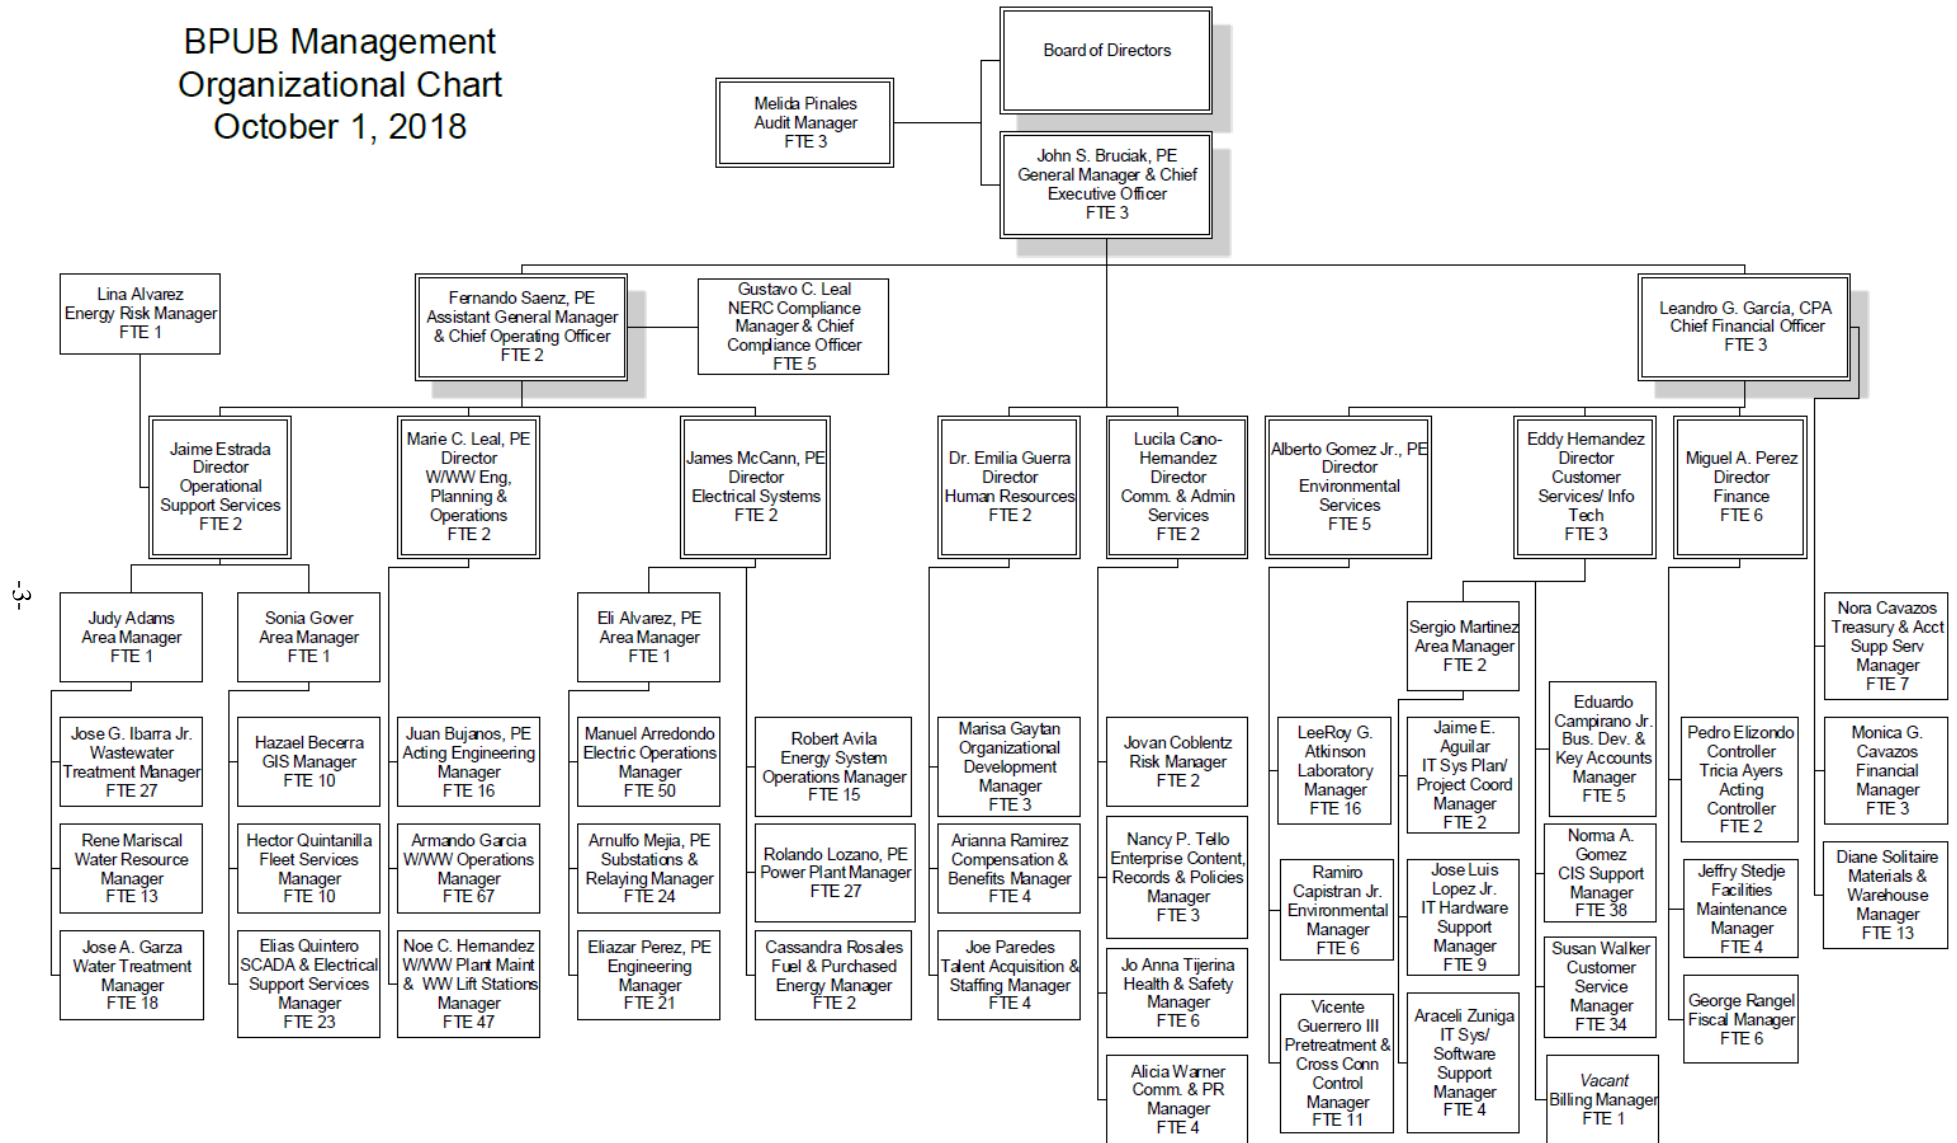 BPUB Management
Organizational Chart
October 1, 2018
Board of Directors
Melida Pinales
Audit Manager
FTE 3
John S. Bruciak, PE
General Manager & Chief
Executive Officer
FTE 3
Lina Alvarez
Energy Risk Manager
FTE 1
Fernando Saenz, PE
Assistant General Manager
& Chief Operating Officer
FTE 2
Gustavo C. Leal
NERC Compliance
Manager & Chief
Compliance Officer
FTE 5
Leandro G. García, CPA
Chief Financial Officer
FTE 3
Jaime Estrada
Director
Operational
Support Services
FTE 2
Marie C. Leal, PE
Director
W/WW Eng,
Planning &
Operations
FTE 2
James McCann, PE
Director
Electrical Systems
FTE 2
Dr. Emilia Guerra
Director
Human Resources
FTE 2
Lucila Cano-
Hernandez
Director
Comm. & Admin
Services
FTE 2
Alberto Gomez Jr., PE
Director
Environmental
Services
FTE 5
Eddy Hernandez
Director
Customer
Services/ Info
Tech
FTE 3
Miguel A. Perez
Director
Finance
FTE 6
-3-
Judy Adams
Area Manager
FTE 1
Sonia Gover
Area Manager
FTE 1
Eli Alvarez, PE
Area Manager
FTE 1
Sergio Martinez
Area Manager
FTE 2
Nora Cavazos
Treasury & Acct
Supp Serv
Manager
FTE 7
Jose G. Ibarra Jr.
Wastewater
Treatment Manager
FTE 27
Hazael Becerra
GIS Manager
FTE 10
Juan Bujanos, PE
Acting Engineering
Manager
FTE 16
Manuel Arredondo
Electric Operations
Manager
FTE 50
Robert Avila
Energy System
Operations Manager
FTE 15
Marisa Gaytan
Organizational
Development
Manager
FTE 3
Jovan Coblentz
Risk Manager
FTE 2
LeeRoy G.
Atkinson
Laboratory
Manager
FTE 16
Jaime E.
Aguilar
IT Sys Plan/
Project Coord
Manager
FTE 2
Eduardo
Campirano Jr.
Bus. Dev. &
Key Accounts
Manager
FTE 5
Pedro Elizondo
Controller
Tricia Ayers
Acting
Controller
FTE 2
Monica G.
Cavazos
Financial
Manager
FTE 3
Rene Mariscal
Water Resource
Manager
FTE 13
Hector Quintanilla
Fleet Services
Manager
FTE 10
Armando Garcia
W/WW Operations
Manager
FTE 67
Arnulfo Mejia, PE
Substations &
Relaying Manager
FTE 24
Rolando Lozano, PE
Power Plant Manager
FTE 27
Arianna Ramirez
Compensation &
Benefits Manager
FTE 4
Nancy P. Tello
Enterprise Content,
Records & Policies
Manager
FTE 3
Ramiro
Capistran Jr.
Environmental
Manager
FTE 6
Jose Luis
Lopez Jr.
IT Hardware
Support
Manager
FTE 9
Norma A.
Gomez
CIS Support
Manager
FTE 38
Jeffry Stedje
Facilities
Maintenance
Manager
FTE 4
Diane Solitaire
Materials &
Warehouse
Manager
FTE 13
Jose A. Garza
Water Treatment
Manager
FTE 18
Elias Quintero
SCADA & Electrical
Support Services
Manager
FTE 23
Noe C. Hernandez
W/WW Plant Maint
& WW Lift Stations
Manager
FTE 47
Eliazar Perez, PE
Engineering
Manager
FTE 21
Cassandra Rosales
Fuel & Purchased
Energy Manager
FTE 2
Joe Paredes
Talent Acquisition &
Staffing Manager
FTE 4
Jo Anna Tijerina
Health & Safety
Manager
FTE 6
Vicente
Guerrero III
Pretreatment &
Cross Conn
Control
Manager
FTE 11
Araceli Zuniga
IT Sys/
Software
Support
Manager
FTE 4
Susan Walker
Customer
Service
Manager
FTE 34
George Rangel
Fiscal Manager
FTE 6
Alicia Warner
Comm. & PR
Manager
FTE 4
Vacant
Billing Manager
FTE 1